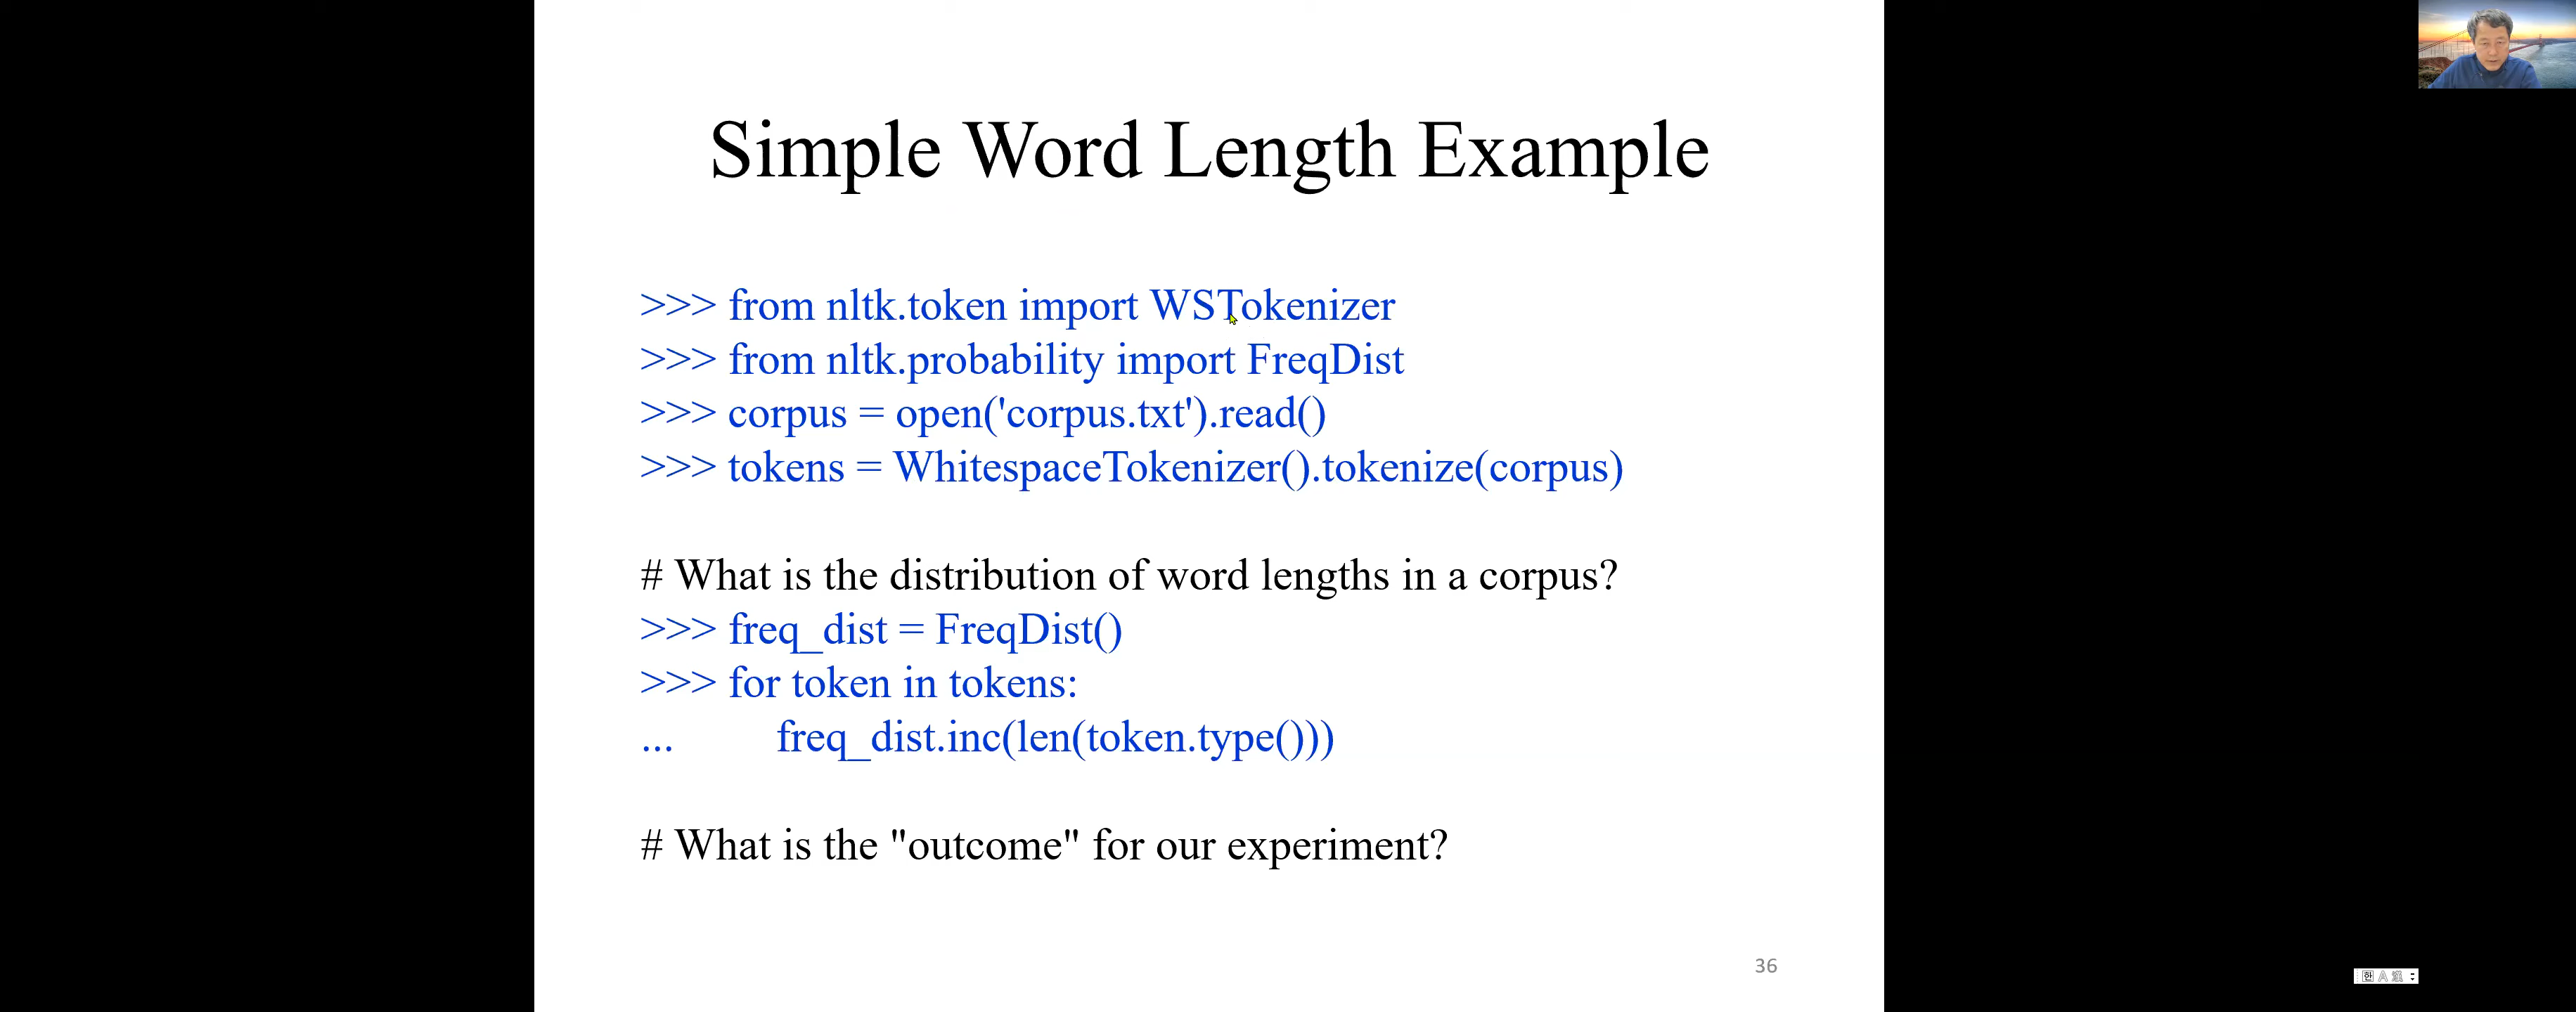 Simple Word Length Example
>>> from nltk.token import WSTokenizer
>>> from nltk.probability import FreqDist
>>> corpus = open('corpus.txt').read()
>>> tokens = WhitespaceTokenizer().tokenize(corpus)
# What is the distribution of word lengths in a corpus?
>>> freq_dist = FreqDist()
>>> for token in tokens:
...     freq_dist.inc(len(token.type()))
# What is the "outcome" for our experiment?
36
한 A 漢